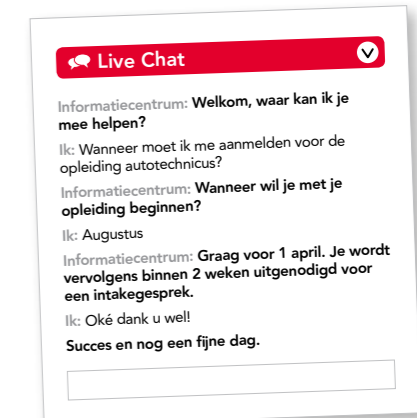 Live Chat
Informatiecentrum: Welkom, waar kan ik je
mee helpen?
Ik: Wanneer moet ik me aanmelden voor de
opleiding autotechnicus?
Informatiecentrum: Wanneer wil je met je
opleiding beginnen?
Ik: Augustus
Informatiecentrum: Graag voor 1 april. Je wordt
vervolgens binnen 2 weken uitgenodigd voor
een intakegesprek.
Ik: Oké dank u wel!
Succes en nog een fijne dag.